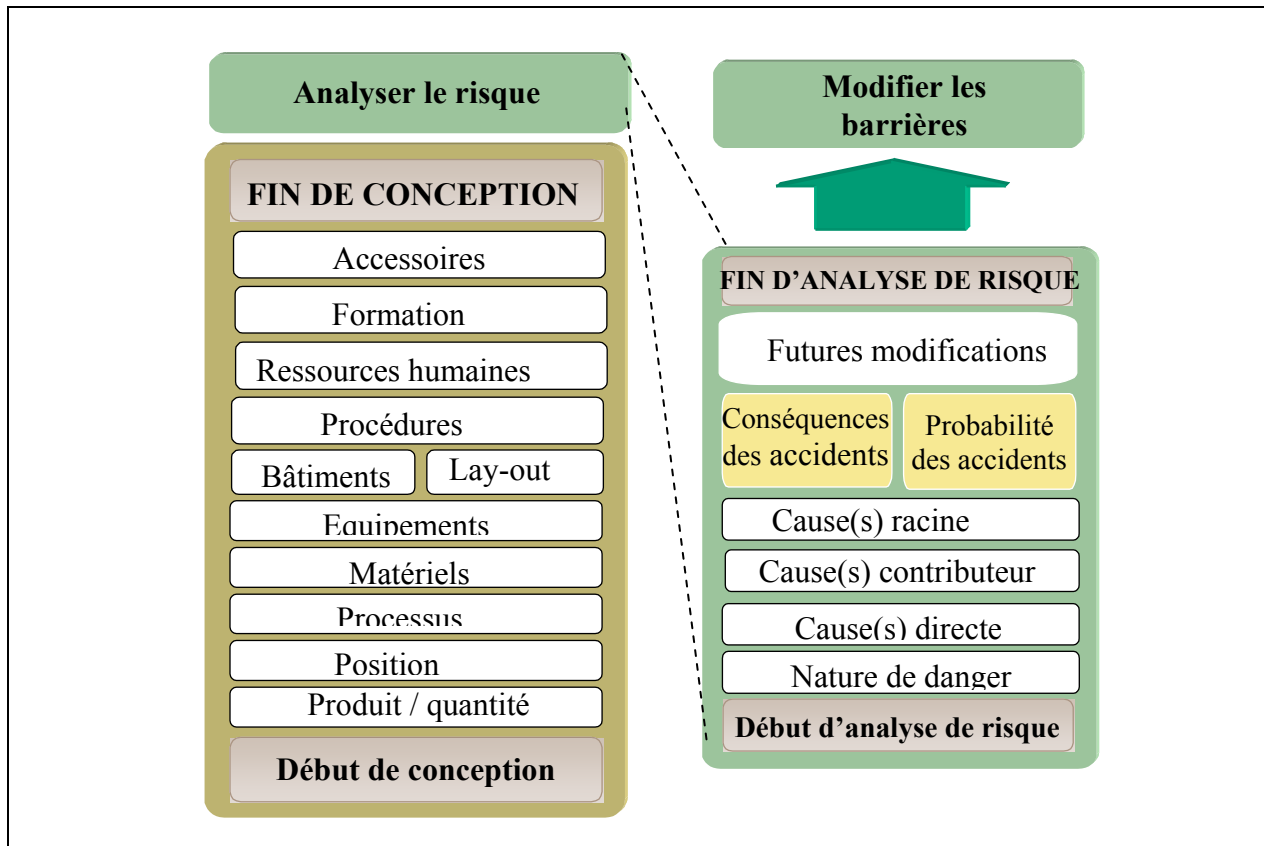 Analyser le risque
FIN DE CONCEPTION
Accessoires
Formation
Ressources humaines
Procédures
Bâtiments
Lay-out
Equipements
Matériels
Processus
Position
Produit / quantité
Début de conception
Modifier les
barrières
FIN D'ANALYSE DE RISQUE
Futures modifications
Conséquences
des accidents
Probabilité
des accidents
Cause(s) racine
Cause(s) contributeur
Cause(s) directe
Nature de danger
Début d'analyse de risque